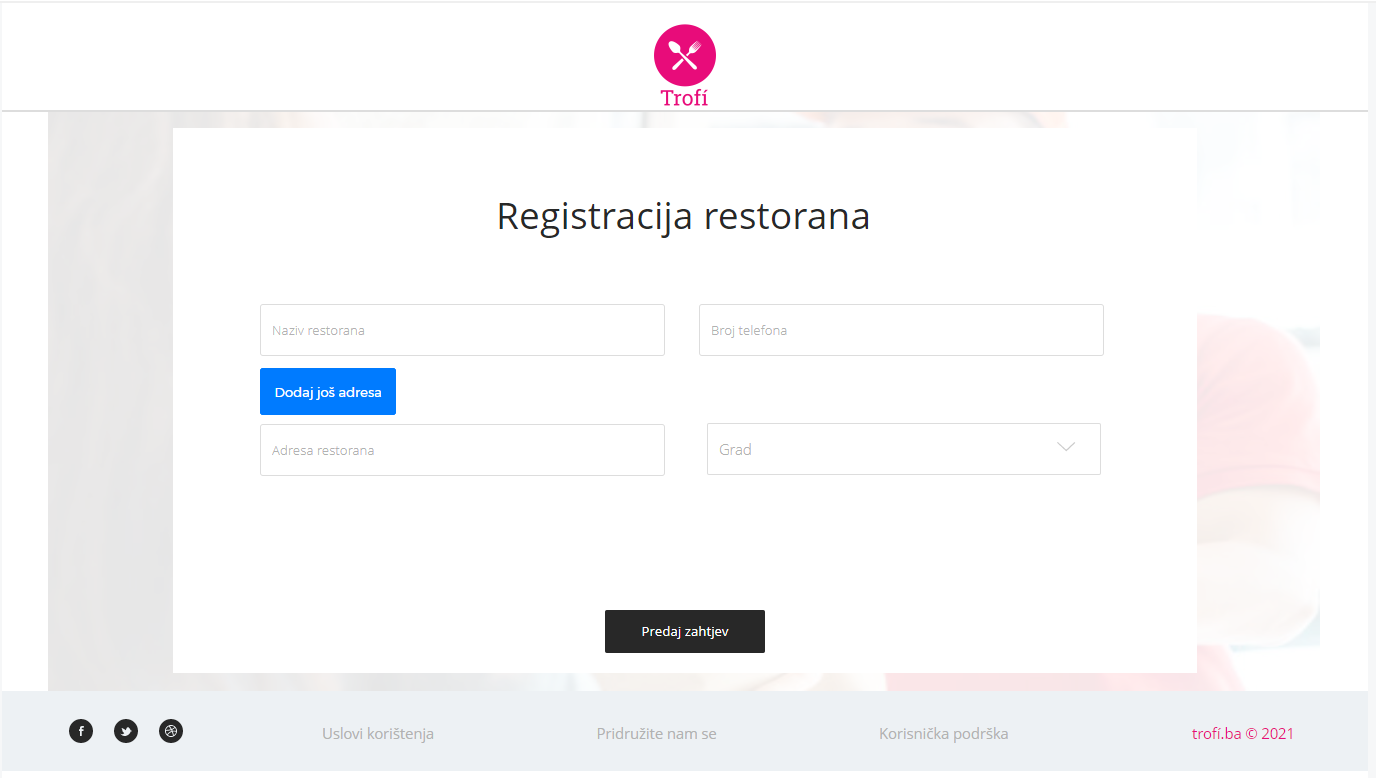 Trofí
Registracija restorana
Naziv restorana
Broj telefona
Dodaj još adresa
Adresa restorana
Grad
Predaj zahtjev
Uslovi korištenja
Pridružite nam se
Korisnička podrška
trofí.ba © 2021